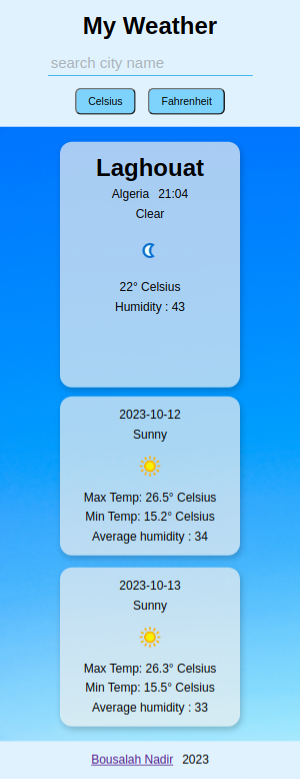 My Weather
search city name
Celsius Fahrenheit
Laghouat
Algeria 21:04
Clear
22° Celsius
Humidity : 43
2023-10-12
Sunny
Max Temp: 26.5° Celsius
Min Temp: 15.2° Celsius
Average humidity : 34
2023-10-13
Sunny
Max Temp: 26.3° Celsius
Min Temp: 15.5° Celsius
Average humidity : 33
Bousalah Nadir 2023